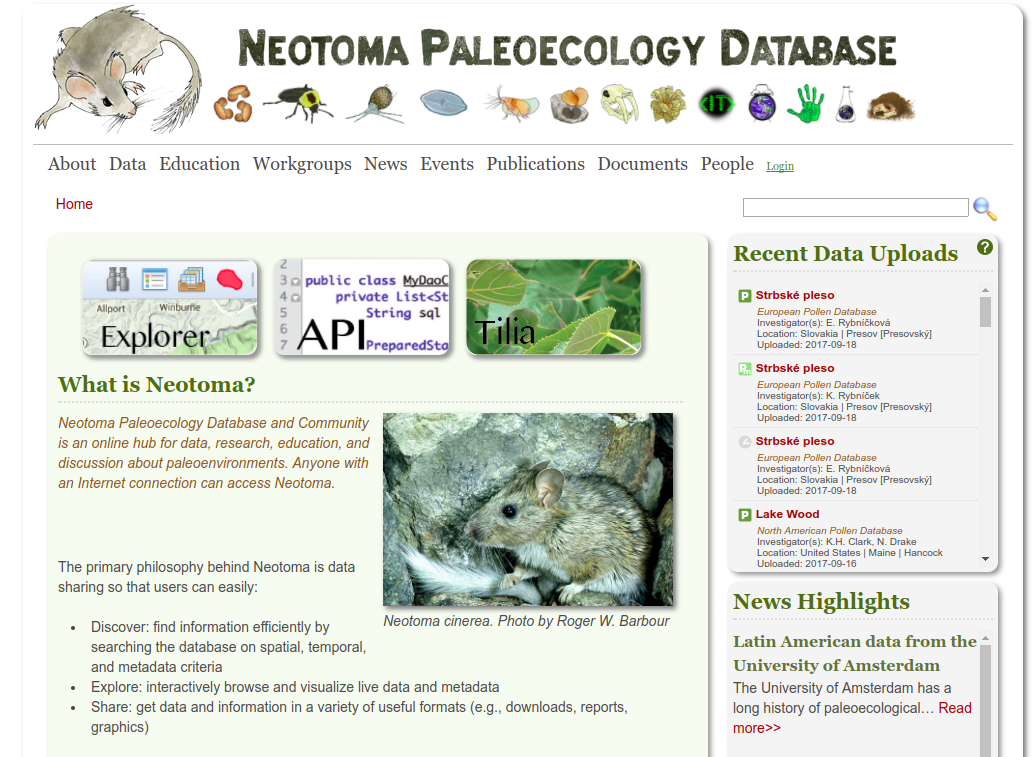 NEOTOMA PALEOECOLOGY DATABASE
IT
About Data Education Workgroups News Events Publications Documents People Login
Home
Allport Winburne
Explorer
2
3 public class MyDaoC
4 private List<St
5 String sql
6
7 PreparedSta
API
Tilia
What is Neotoma?
Neotoma Paleoecology Database and Community
is an online hub for data, research, education, and
discussion about paleoenvironments. Anyone with
an Internet connection can access Neotoma.
The primary philosophy behind Neotoma is data
sharing so that users can easily:
• Discover: find information efficiently by
searching the database on spatial, temporal,
and metadata criteria
• Explore: interactively browse and visualize live data and metadata
• Share: get data and information in a variety of useful formats (e.g., downloads, reports,
graphics)
Neotoma cinerea. Photo by Roger W. Barbour
Recent Data Uploads ?
P Strbské pleso
European Pollen Database
Investigator(s): E. Rybníčková
Location: Slovakia | Presov [Presovský]
Uploaded: 2017-09-18
Strbské pleso
European Pollen Database
Investigator(s): K. Rybníček
Location: Slovakia | Presov [Presovský]
Uploaded: 2017-09-18
Strbské pleso
European Pollen Database
Investigator(s): E. Rybníčková
Location: Slovakia | Presov [Presovský]
Uploaded: 2017-09-18
P Lake Wood
North American Pollen Database
Investigator(s): K.H. Clark, N. Drake
Location: United States | Maine | Hancock
Uploaded: 2017-09-16
News Highlights
Latin American data from the
University of Amsterdam
The University of Amsterdam has a
long history of paleoecological… Read
more>>